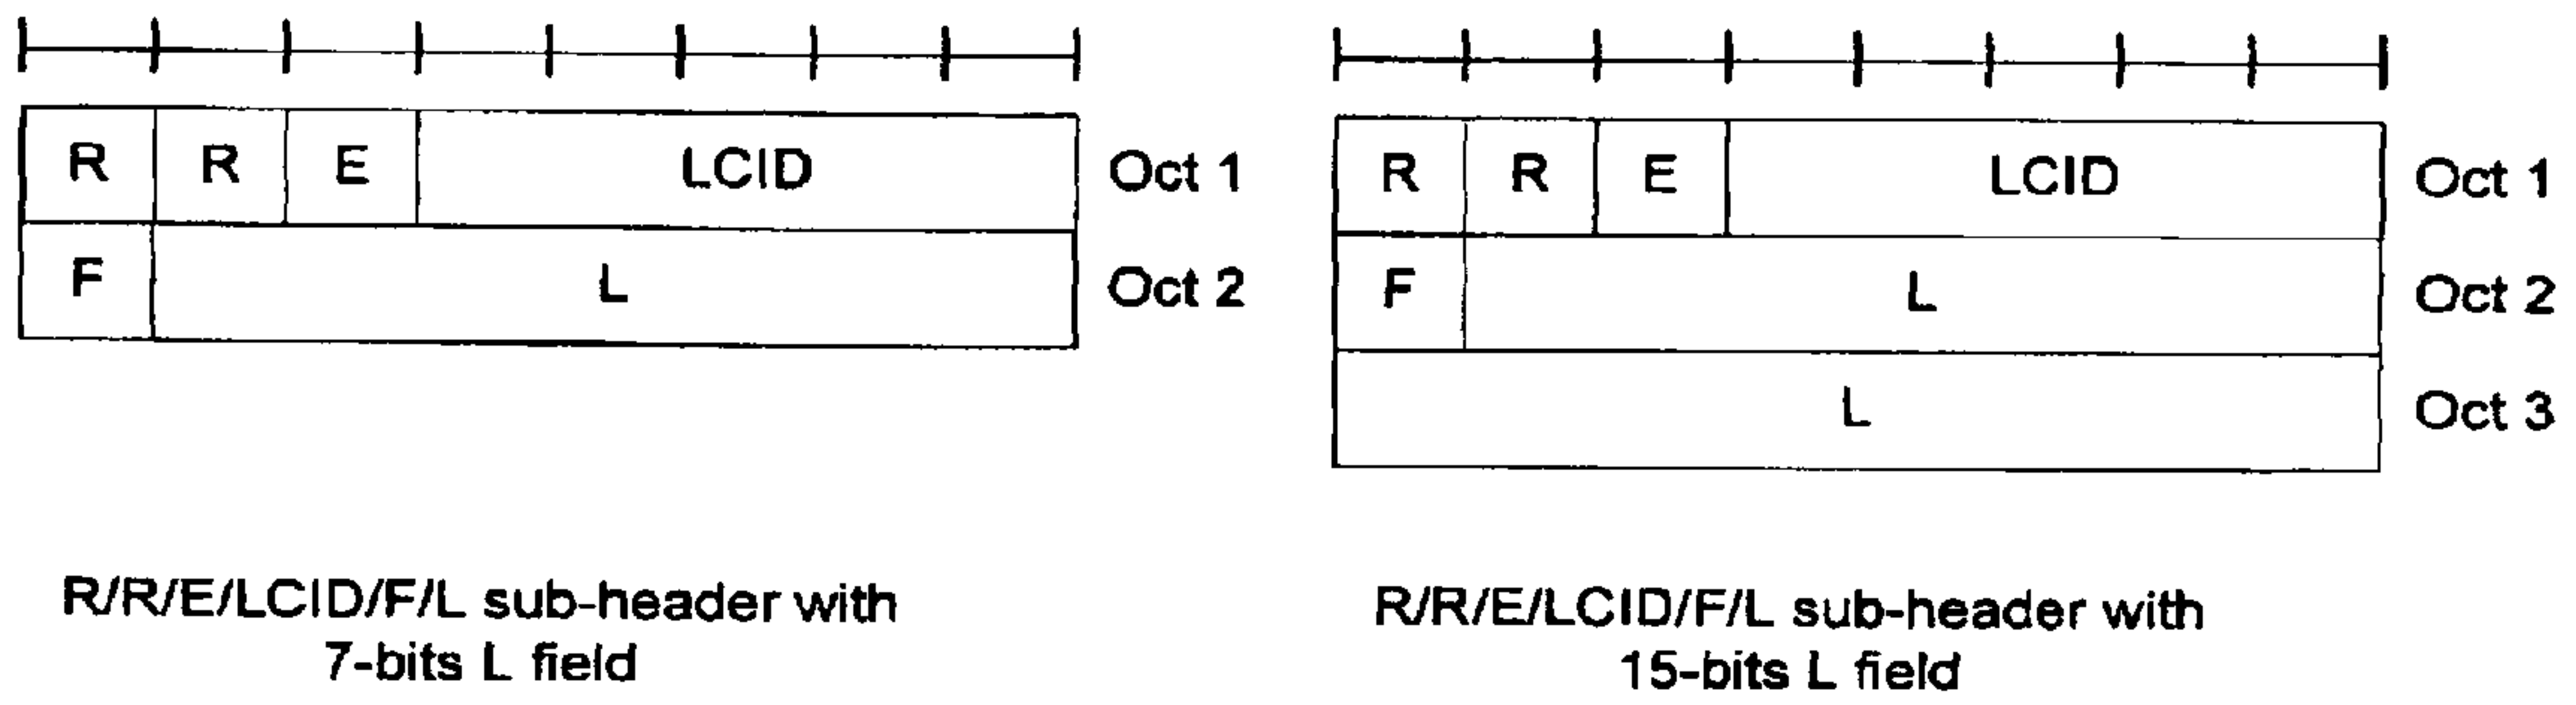 R R E LCID Oct 1
F L Oct 2
R/R/E/LCID/F/L sub-header with
7-bits L field
R R E LCID Oct 1
F L Oct 2
L Oct 3
R/R/E/LCID/F/L sub-header with
15-bits L field